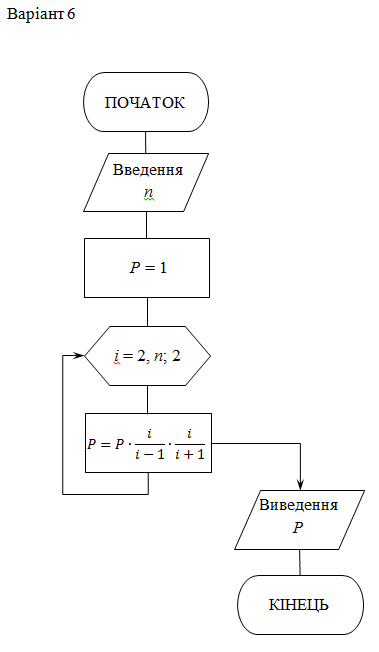 Варіант 6
ПОЧАТОК
Введення
n
P = 1
i = 2, n; 2
P = P · i/(i − 1) · i/(i + 1)
Виведення
P
КІНЕЦЬ